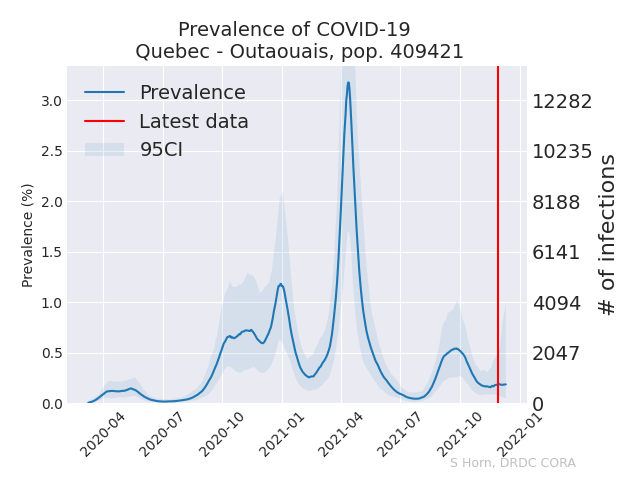 Prevalence of COVID-19
Quebec - Outaouais, pop. 409421
Prevalence
Latest data
95CI
Prevalence (%)
3.0
2.5
2.0
1.5
1.0
0.5
0.0
12282
10235
8188
6141
4094
2047
0
# of infections
2020-04
2020-07
2020-10
2021-01
2021-04
2021-07
2021-10
2022-01
S Horn, DRDC CORA